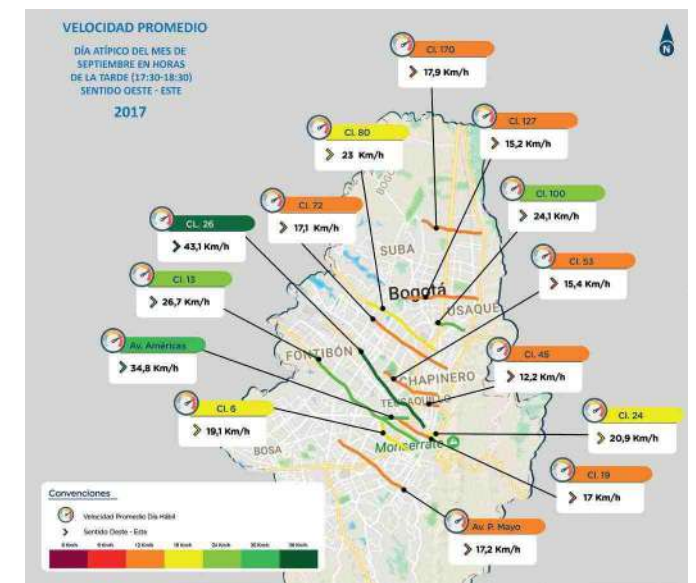 VELOCIDAD PROMEDIO
DÍA ATÍPICO DEL MES DE
SEPTIEMBRE EN HORAS
DE LA TARDE (17:30-18:30)
SENTIDO OESTE - ESTE
2017
N
Cl. 170
17,9 Km/h
Cl. 127
15,2 Km/h
Cl. 80
23 Km/h
Cl. 100
24,1 Km/h
Cl. 72
17,1 Km/h
CL. 26
43,1 Km/h
SUBA
Cl. 53
15,4 Km/h
Cl. 13
26,7 Km/h
Bogotá
USAQUÉ
Av. Américas
34,8 Km/h
FONTIBÓN
CHAPINERO
Cl. 45
12,2 Km/h
TEUSAQUILLO
Cl. 6
19,1 Km/h
Cl. 24
20,9 Km/h
BOSA
Monserrate
Cl. 19
17 Km/h
Av. P. Mayo
17,2 Km/h
Convenciones
Velocidad Promedio Día Hábil
Sentido Oeste - Este